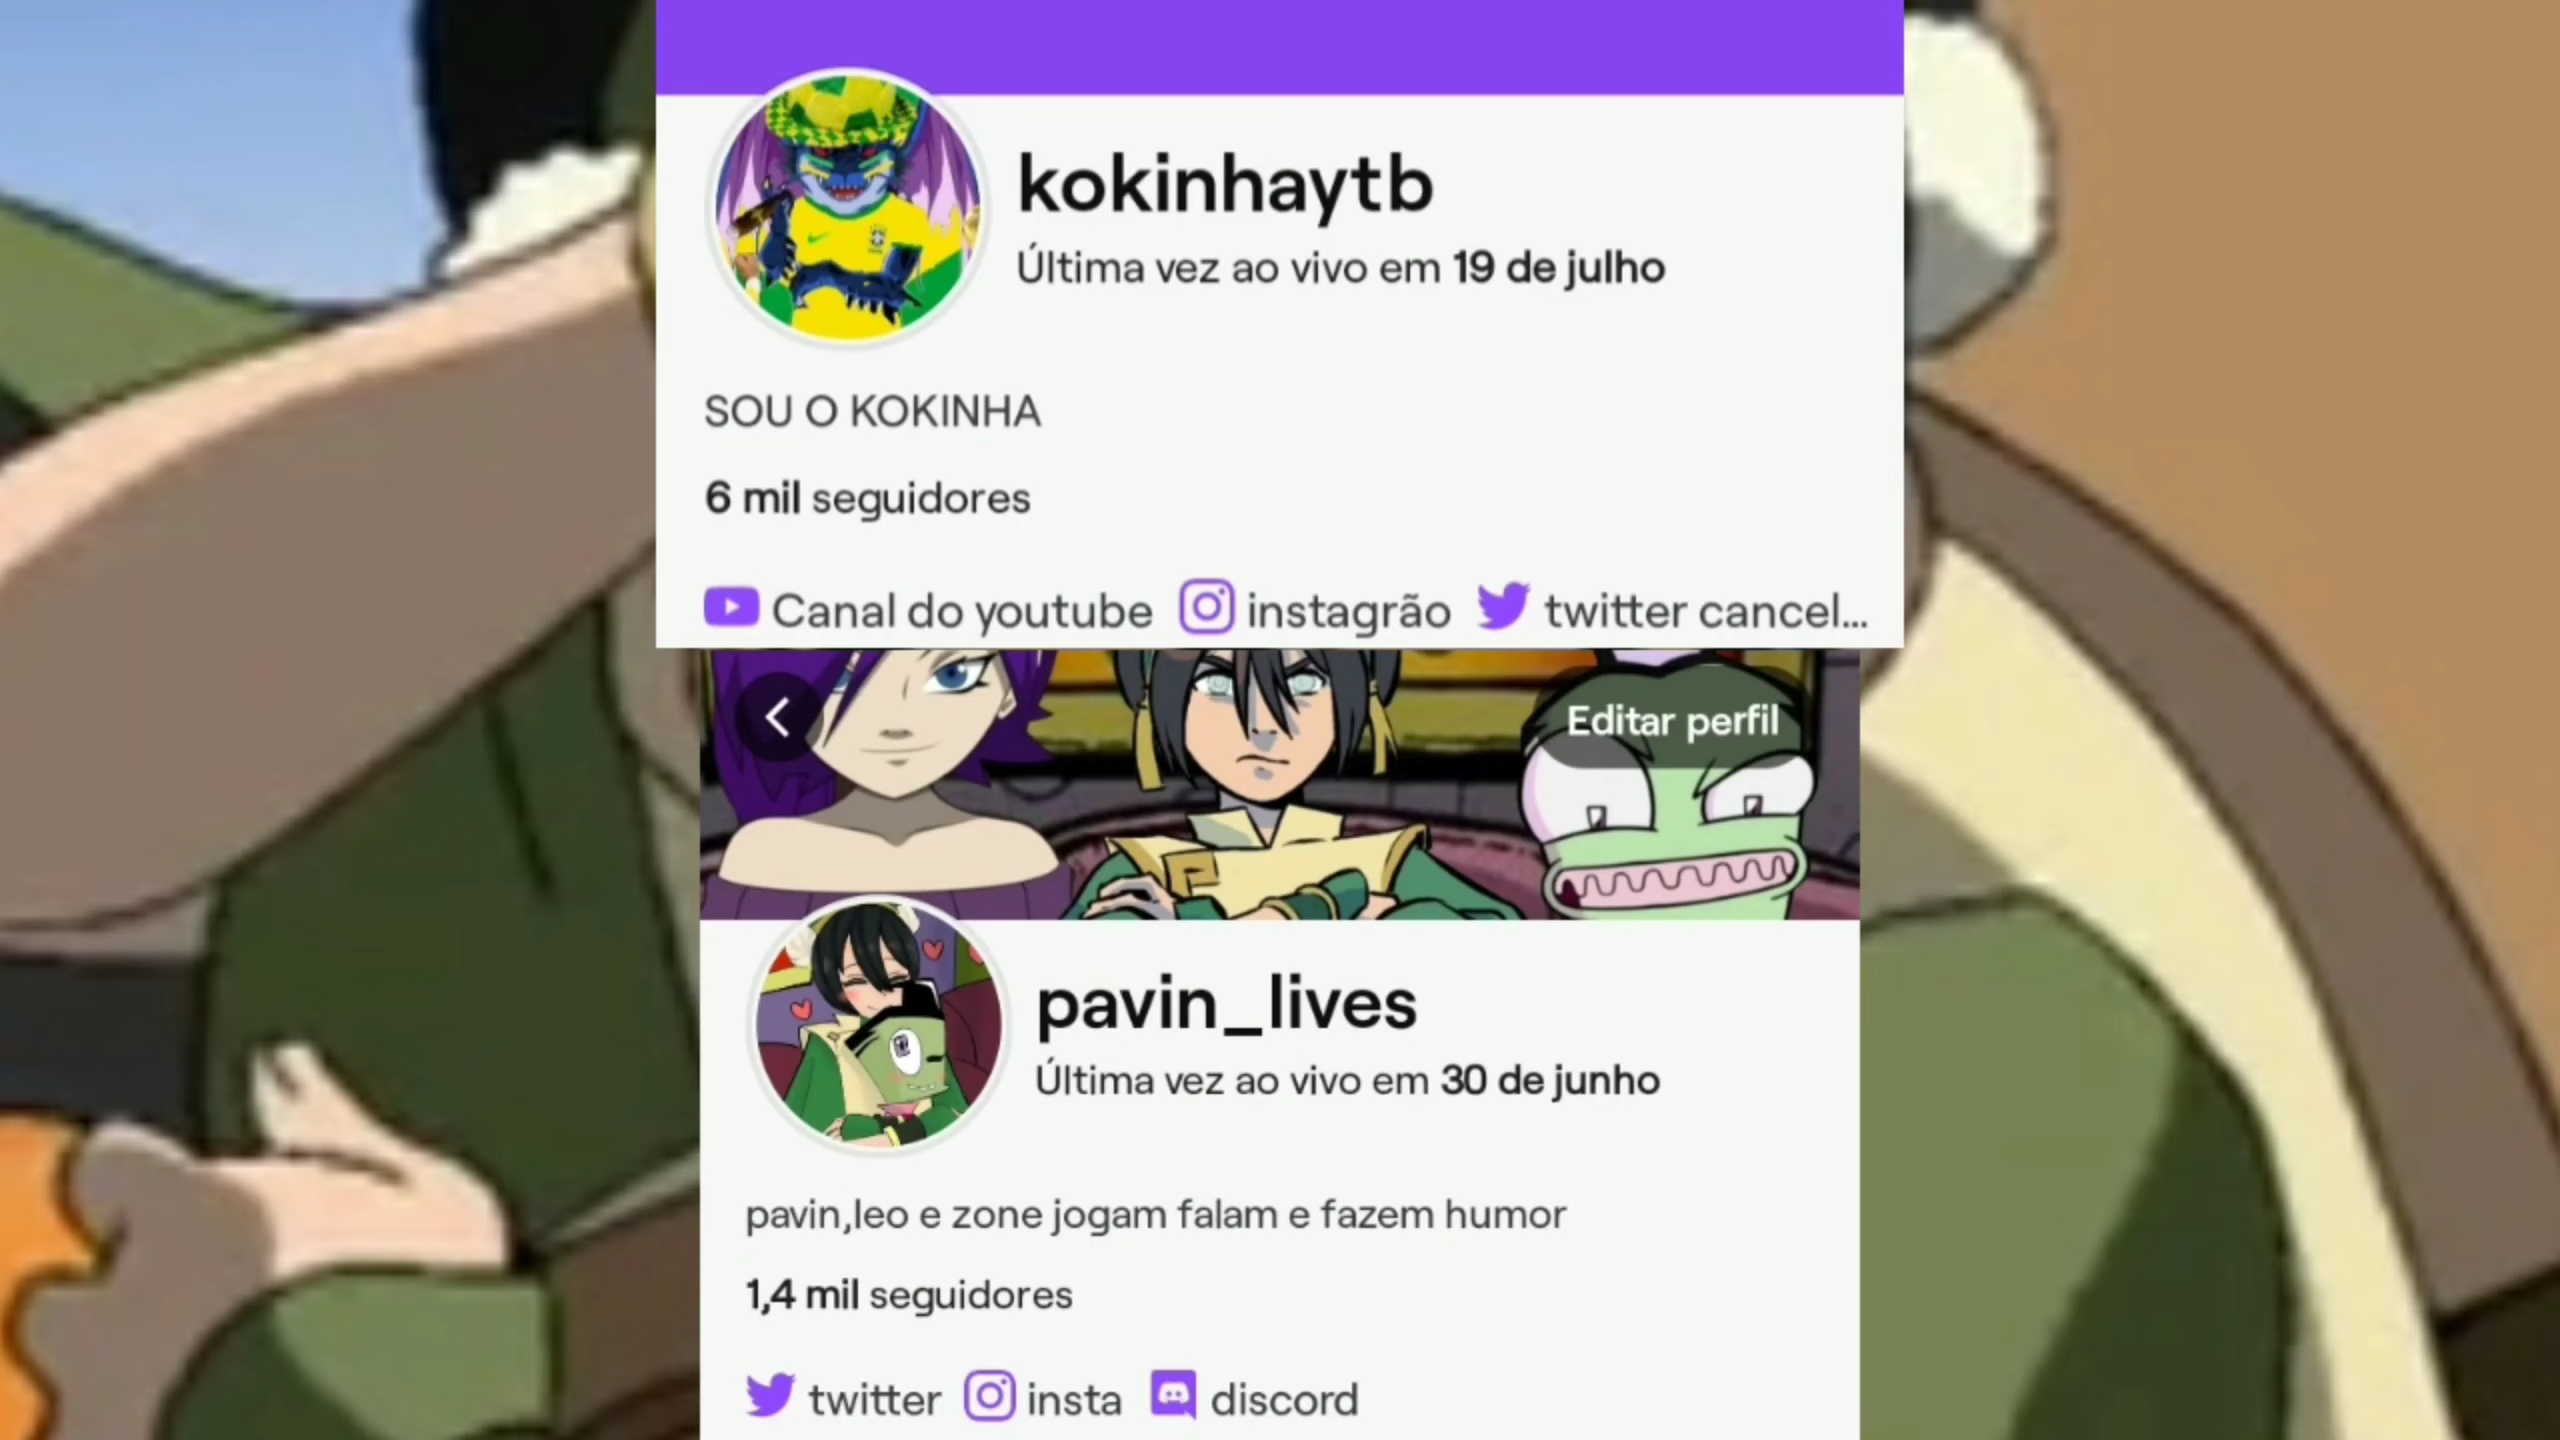 kokinhaytb
Última vez ao vivo em 19 de julho
SOU O KOKINHA
6 mil seguidores
Canal do youtube instagrão twitter cancel...
Editar perfil
pavin_lives
Última vez ao vivo em 30 de junho
pavin,leo e zone jogam falam e fazem humor
1,4 mil seguidores
twitter insta discord